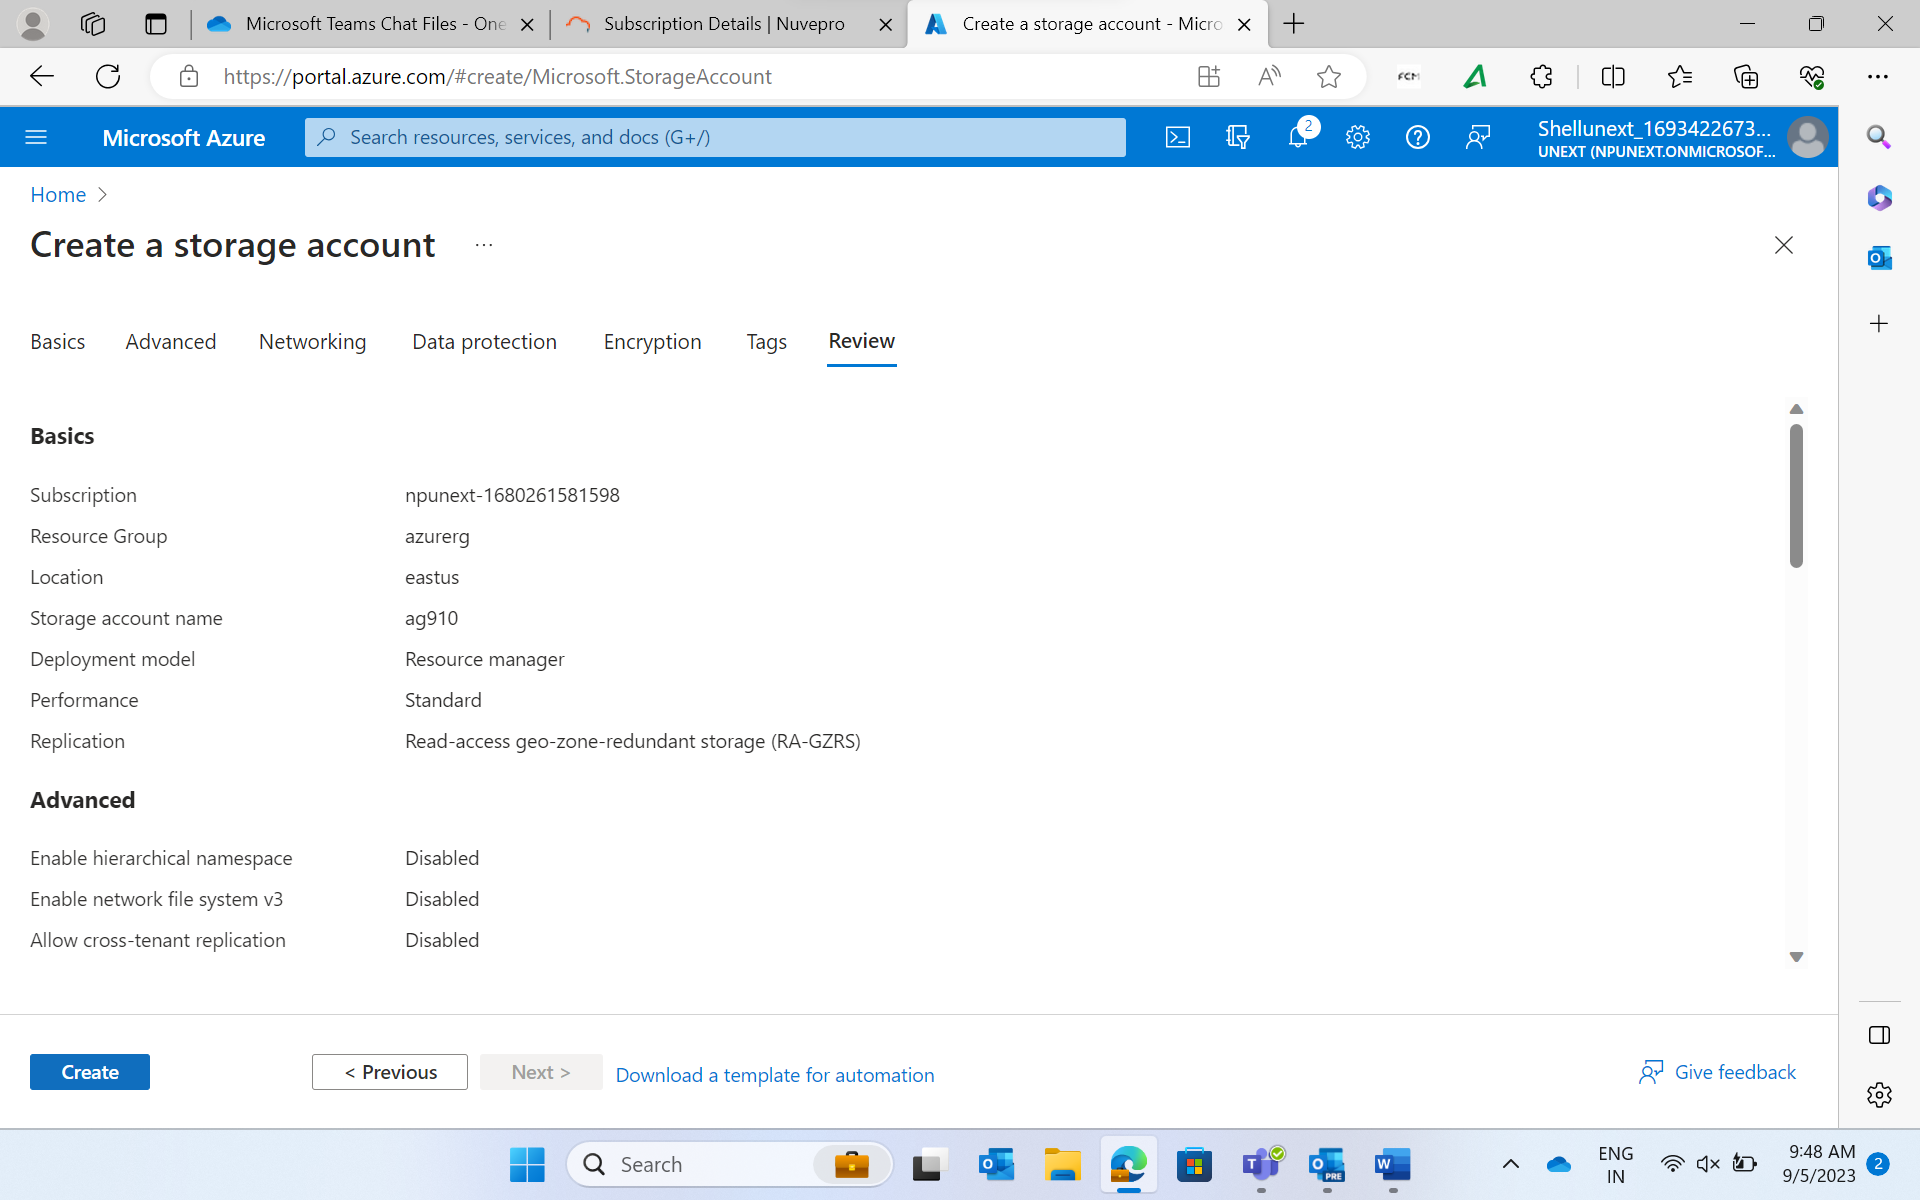 Microsoft Teams Chat Files - One
Subscription Details | Nuvepro
Create a storage account - Micro
https://portal.azure.com/#create/Microsoft.StorageAccount
FCM
Microsoft Azure
Search resources, services, and docs (G+/)
2
Shellunext_1693422673...
UNEXT (NPUNEXT.ONMICROSOF...
Home
Create a storage account ...
Basics Advanced Networking Data protection Encryption Tags Review
Basics
Subscription npunext-1680261581598
Resource Group azurerg
Location eastus
Storage account name ag910
Deployment model Resource manager
Performance Standard
Replication Read-access geo-zone-redundant storage (RA-GZRS)
Advanced
Enable hierarchical namespace Disabled
Enable network file system v3 Disabled
Allow cross-tenant replication Disabled
Create < Previous Next > Download a template for automation Give feedback
Search
PRE
ENG
IN
9:48 AM
9/5/2023
2